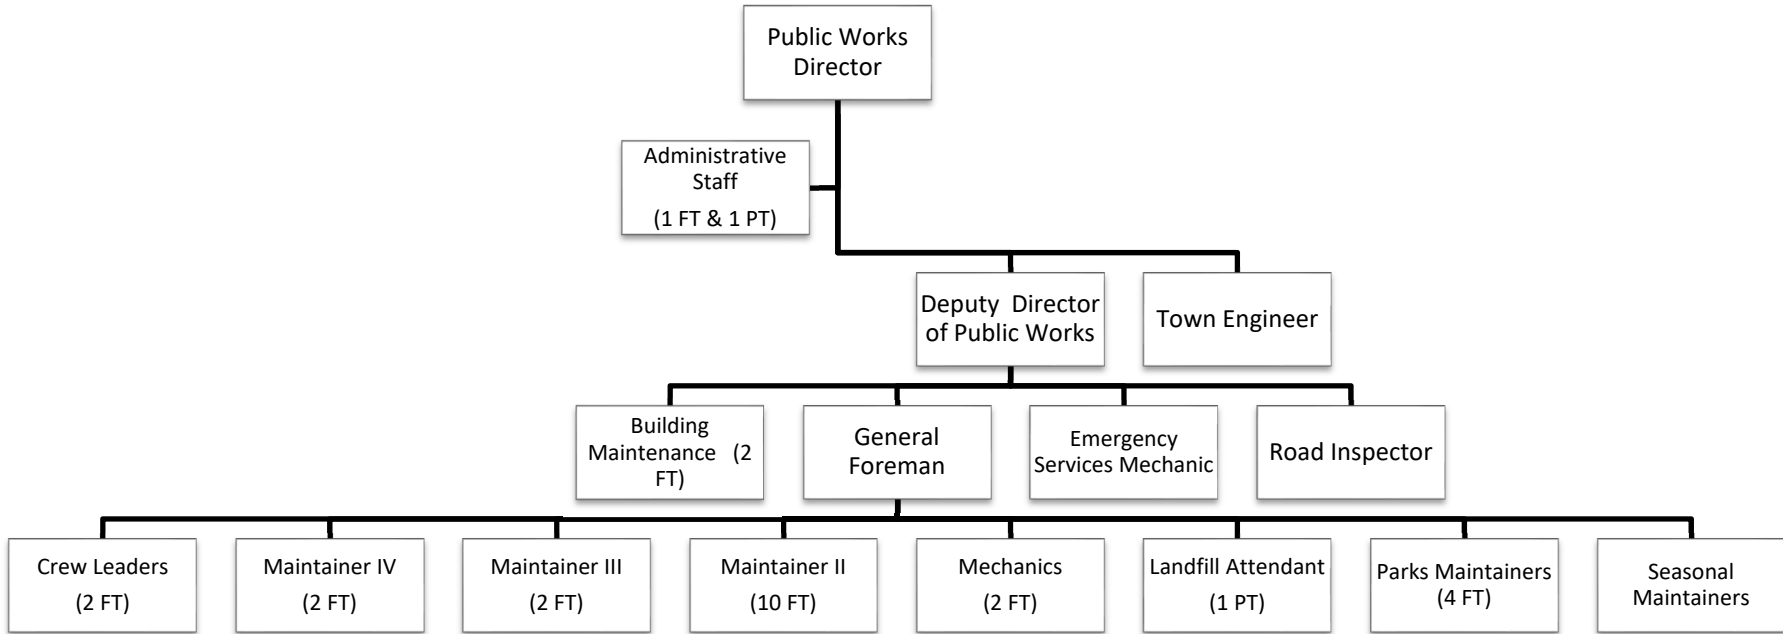 Public Works
Director
Administrative
Staff
(1 FT & 1 PT)
Deputy  Director
of Public Works
Town Engineer
Building
Maintenance   (2
FT)
General
Foreman
Emergency
Services Mechanic
Road Inspector
Crew Leaders
(2 FT)
Maintainer IV
(2 FT)
Maintainer III
(2 FT)
Maintainer II
(10 FT)
Mechanics
(2 FT)
Landfill Attendant
(1 PT)
Parks Maintainers
(4 FT)
Seasonal
Maintainers